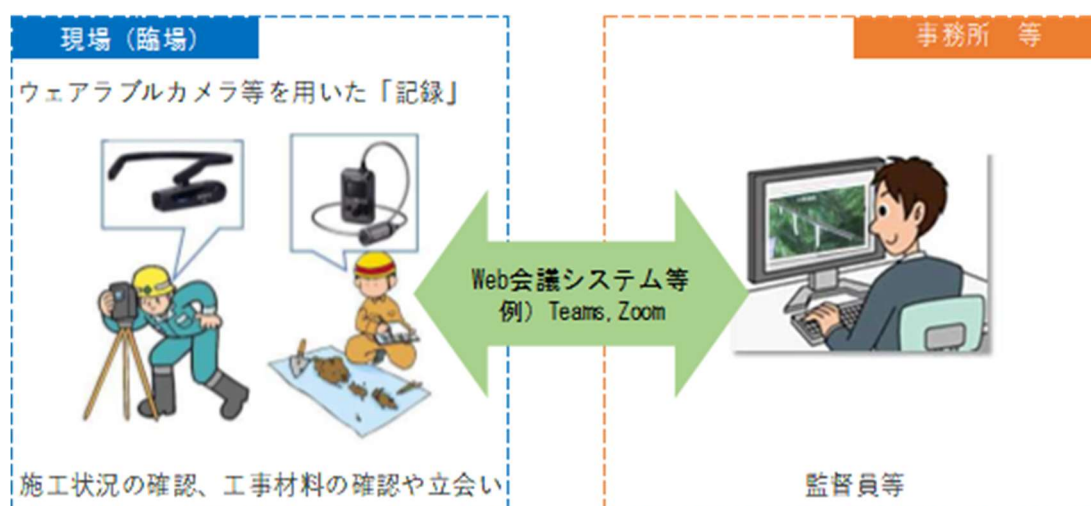 現場（臨場）
ウェアラブルカメラ等を用いた「記録」
施工状況の確認、工事材料の確認や立会い
Web会議システム等
例）Teams,Zoom
事務所　等
監督員等